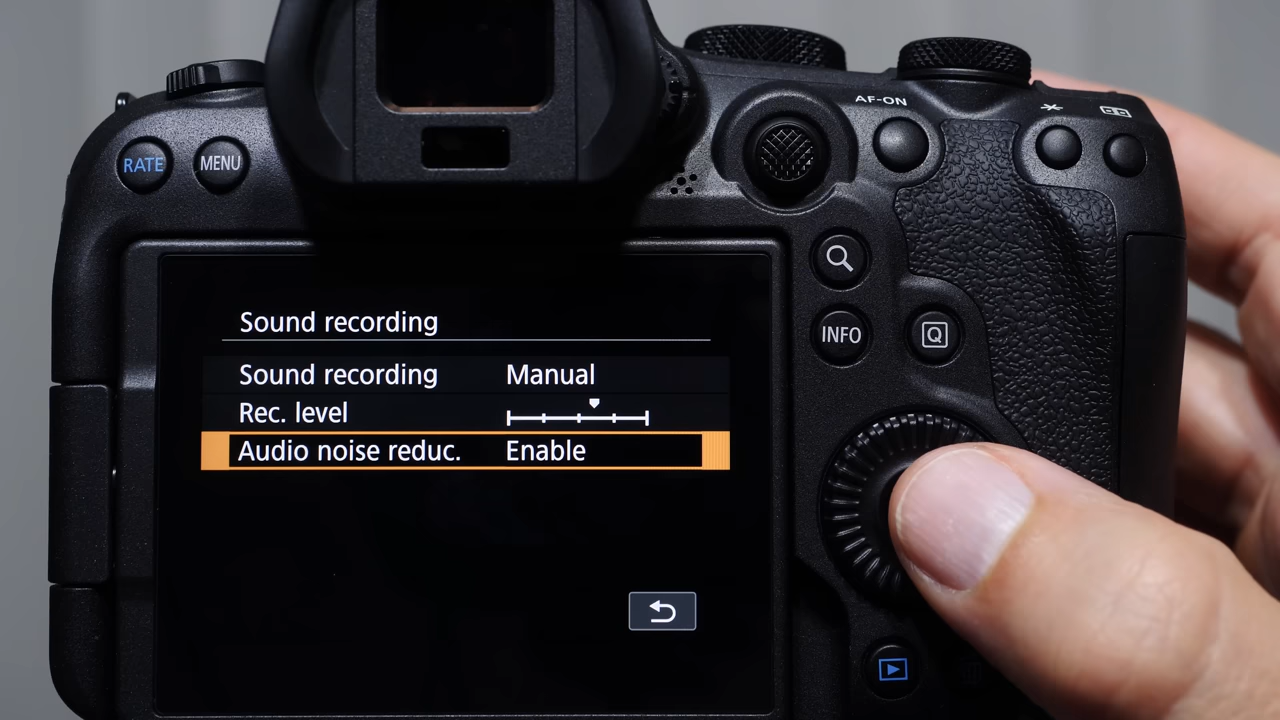 AF-ON
RATE MENU
INFO Q
Sound recording
Sound recording Manual
Rec. level
Audio noise reduc. Enable